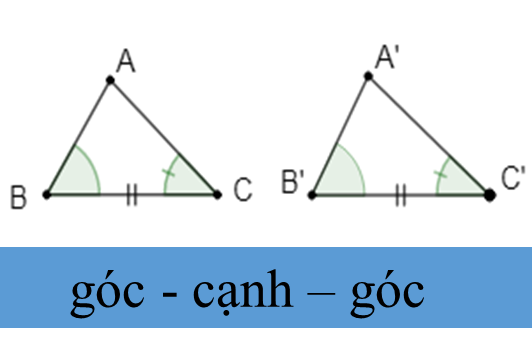 A A'
B C B' C'
góc - cạnh – góc